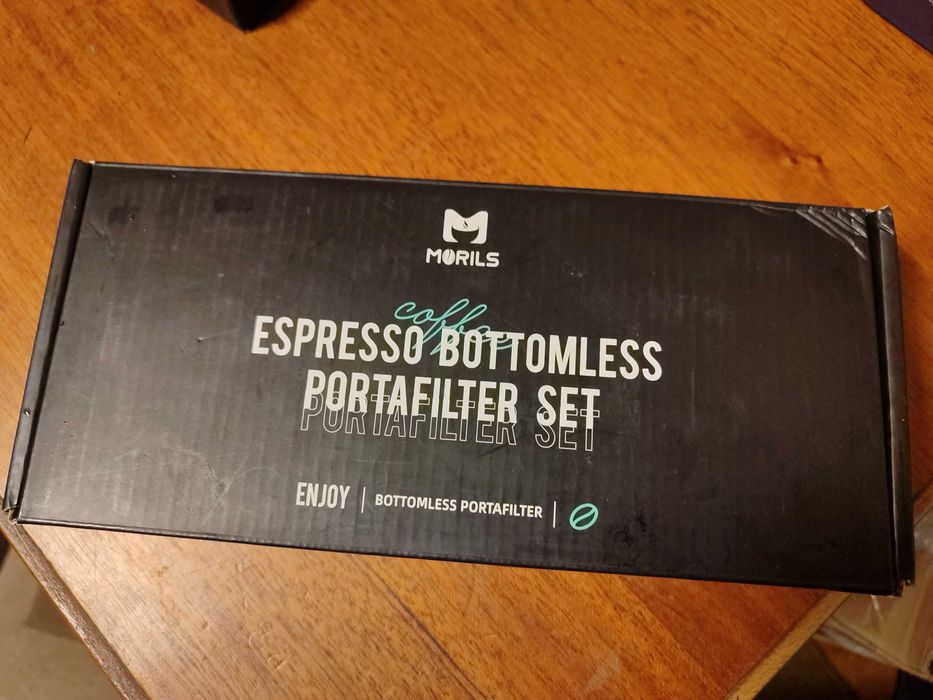 MORILS
coffee
ESPRESSO BOTTOMLESS
PORTAFILTER SET
PORTAFILTER SET
ENJOY | BOTTOMLESS PORTAFILTER |